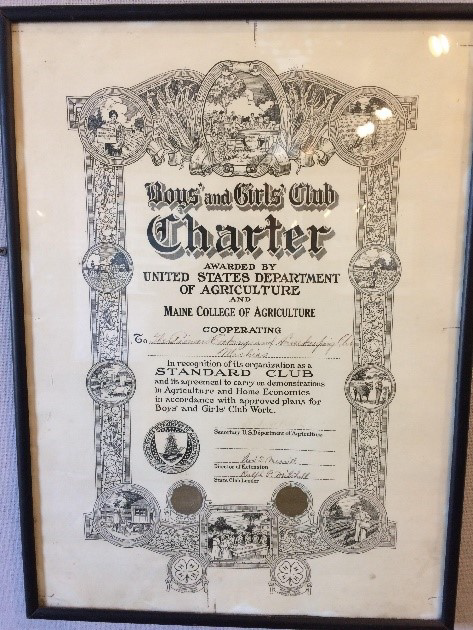 Boys' and Girls' Club
Charter
AWARDED BY
UNITED STATES DEPARTMENT
OF AGRICULTURE
AND
MAINE COLLEGE OF AGRICULTURE
COOPERATING
To The
In recognition of its organization as a
STANDARD CLUB
and its agreement to carry on demonstrations
in Agriculture and Home Economics
in accordance with approved plans for
Boys' and Girls' Club Work.
Secretary U.S. Department of Agriculture
Director of Extension
Ralph C. Mitchell
State Club Leader